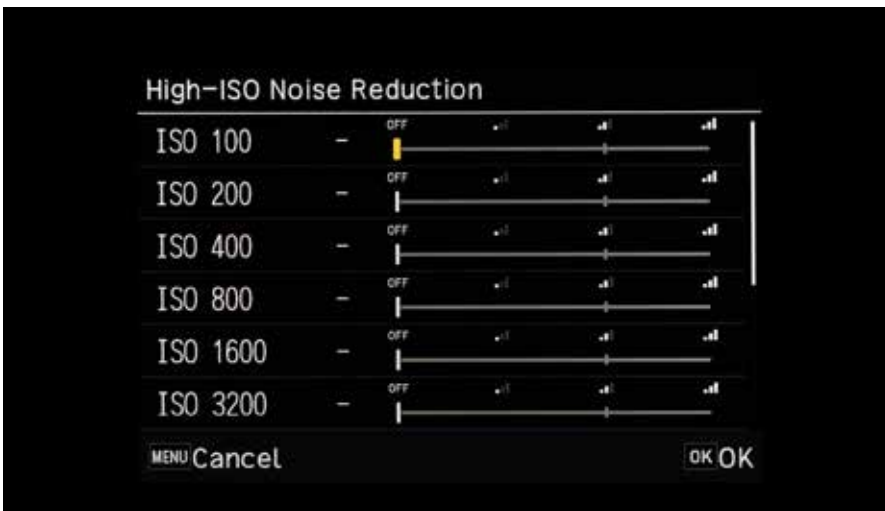 High-ISO Noise Reduction
OFF
ISO 100 -
OFF
ISO 200 -
OFF
ISO 400 -
OFF
ISO 800 -
OFF
ISO 1600 -
OFF
ISO 3200 -
MENU Cancel OK OK